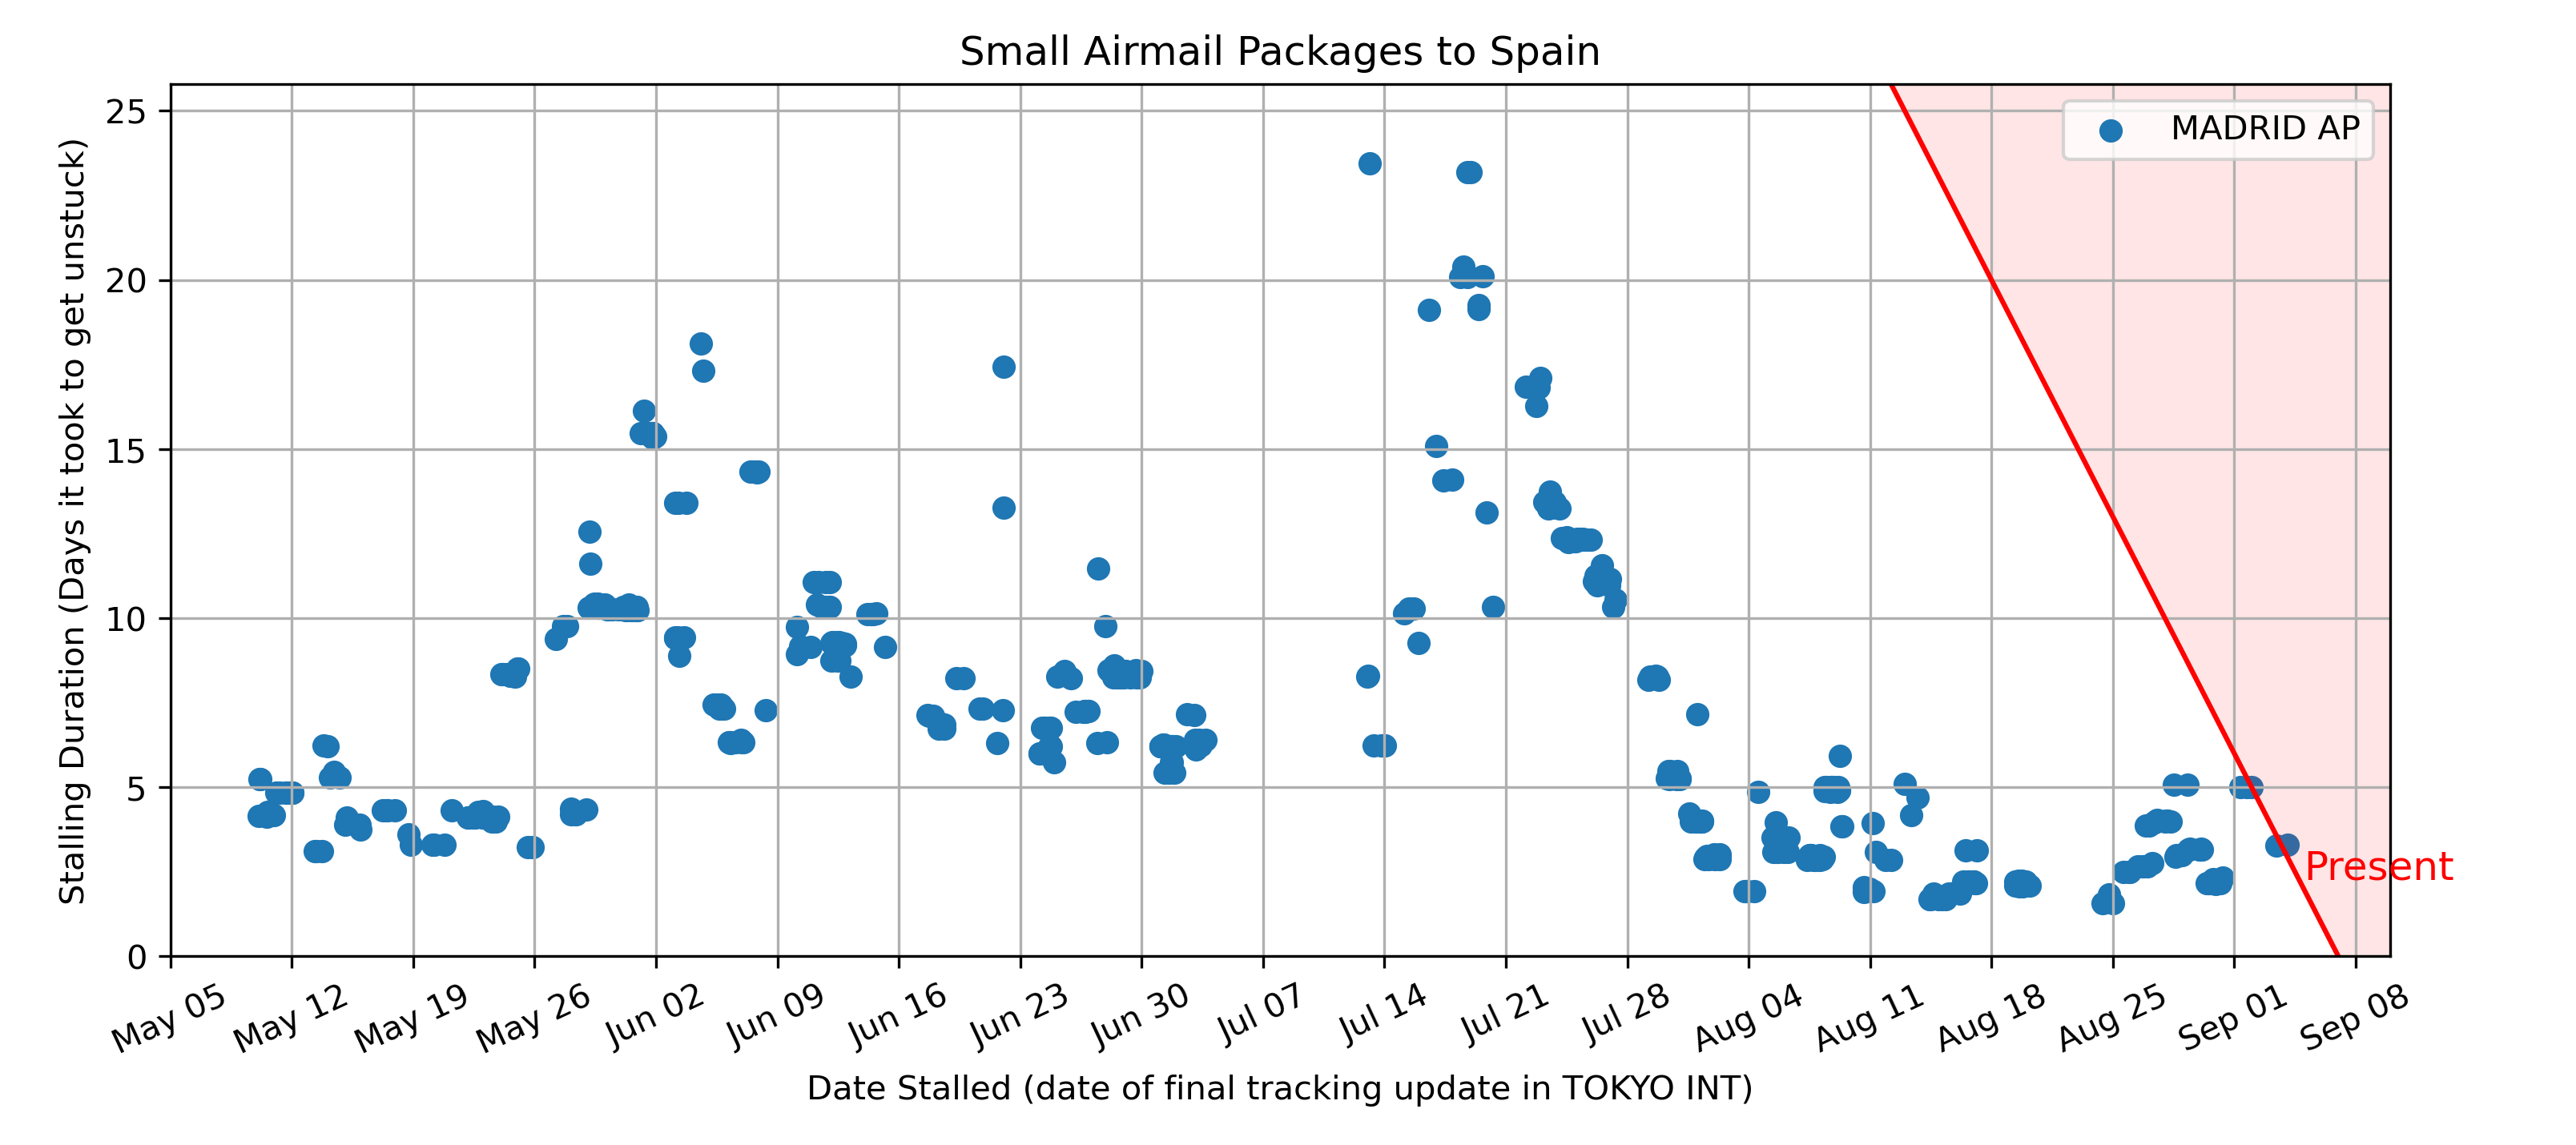 Small Airmail Packages to Spain
MADRID AP
Stalling Duration (Days it took to get unstuck)
25
20
15
10
5
0
Present
May 05
May 12
May 19
May 26
Jun 02
Jun 09
Jun 16
Jun 23
Jun 30
Jul 07
Jul 14
Jul 21
Jul 28
Aug 04
Aug 11
Aug 18
Aug 25
Sep 01
Sep 08
Date Stalled (date of final tracking update in TOKYO INT)